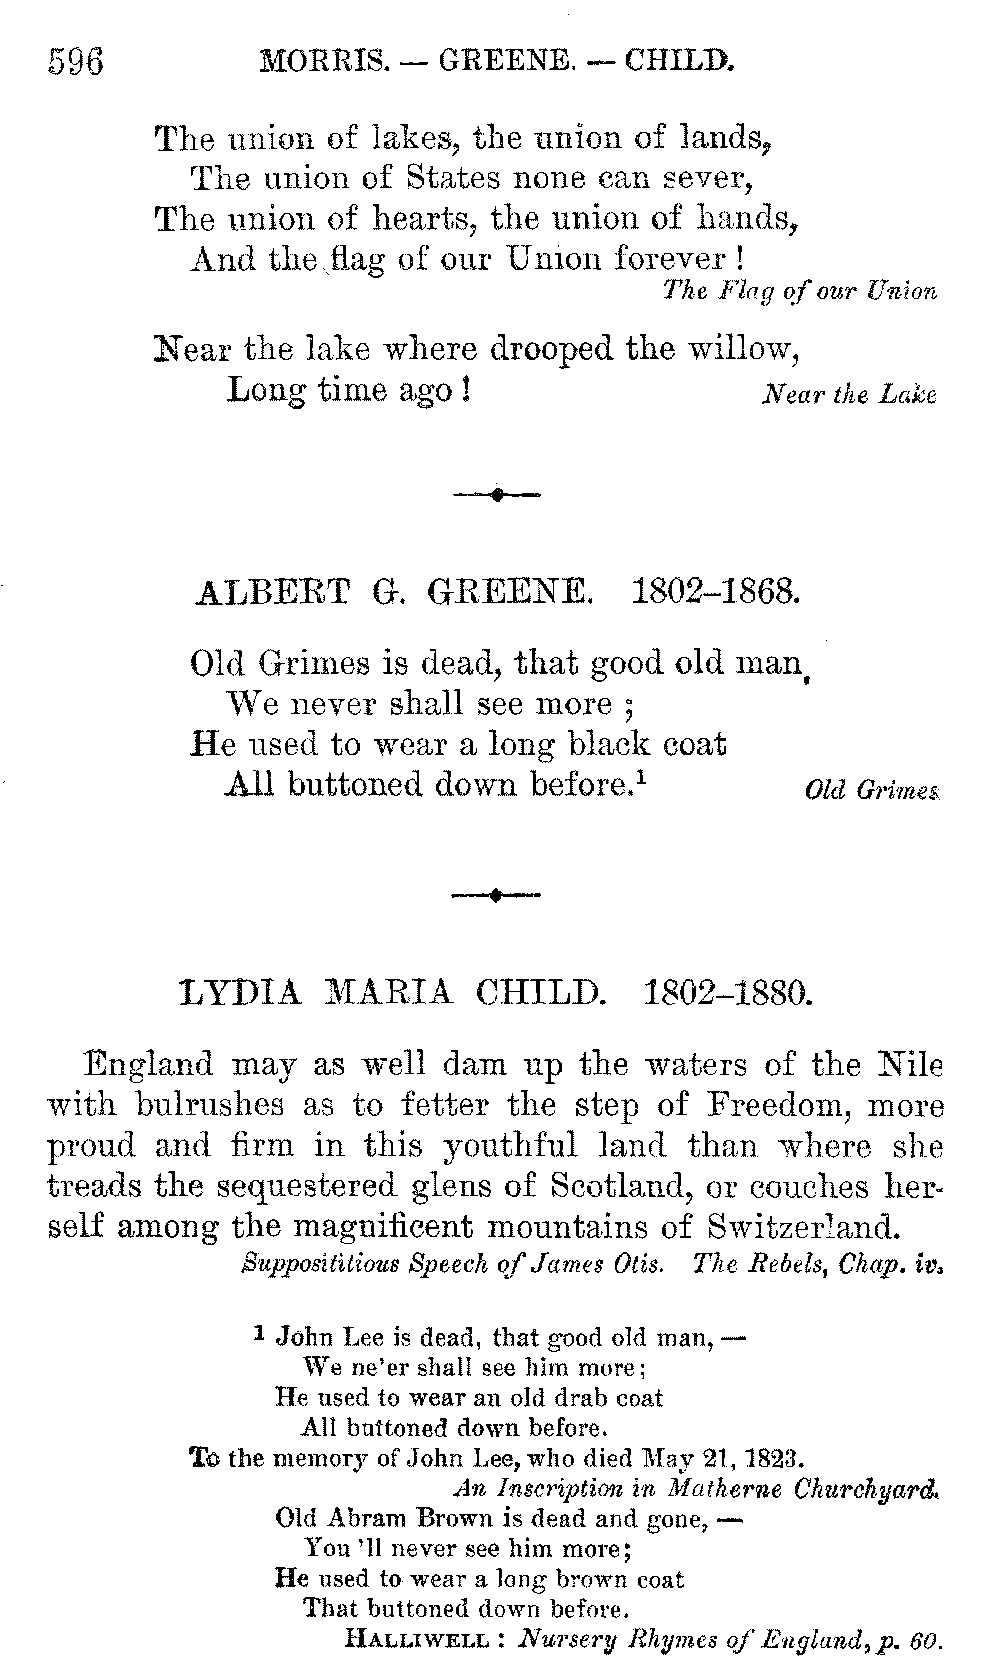 596 MORRIS. — GREENE. — CHILD.
The union of lakes, the union of lands,
The union of States none can sever,
The union of hearts, the union of hands,
And the flag of our Union forever !
The Flag of our Union
Near the lake where drooped the willow,
Long time ago ! Near the Lake
ALBERT G. GREENE. 1802–1868.
Old Grimes is dead, that good old man,
We never shall see more ;
He used to wear a long black coat
All buttoned down before.¹ Old Grimes
LYDIA MARIA CHILD. 1802–1880.
England may as well dam up the waters of the Nile
with bulrushes as to fetter the step of Freedom, more
proud and firm in this youthful land than where she
treads the sequestered glens of Scotland, or couches her-
self among the magnificent mountains of Switzerland.
Supposititious Speech of James Otis. The Rebels, Chap. iv.
¹ John Lee is dead, that good old man, —
We ne'er shall see him more;
He used to wear an old drab coat
All buttoned down before.
To the memory of John Lee, who died May 21, 1823.
An Inscription in Matherne Churchyard.
Old Abram Brown is dead and gone, —
You 'll never see him more;
He used to wear a long brown coat
That buttoned down before.
HALLIWELL : Nursery Rhymes of England, p. 60.